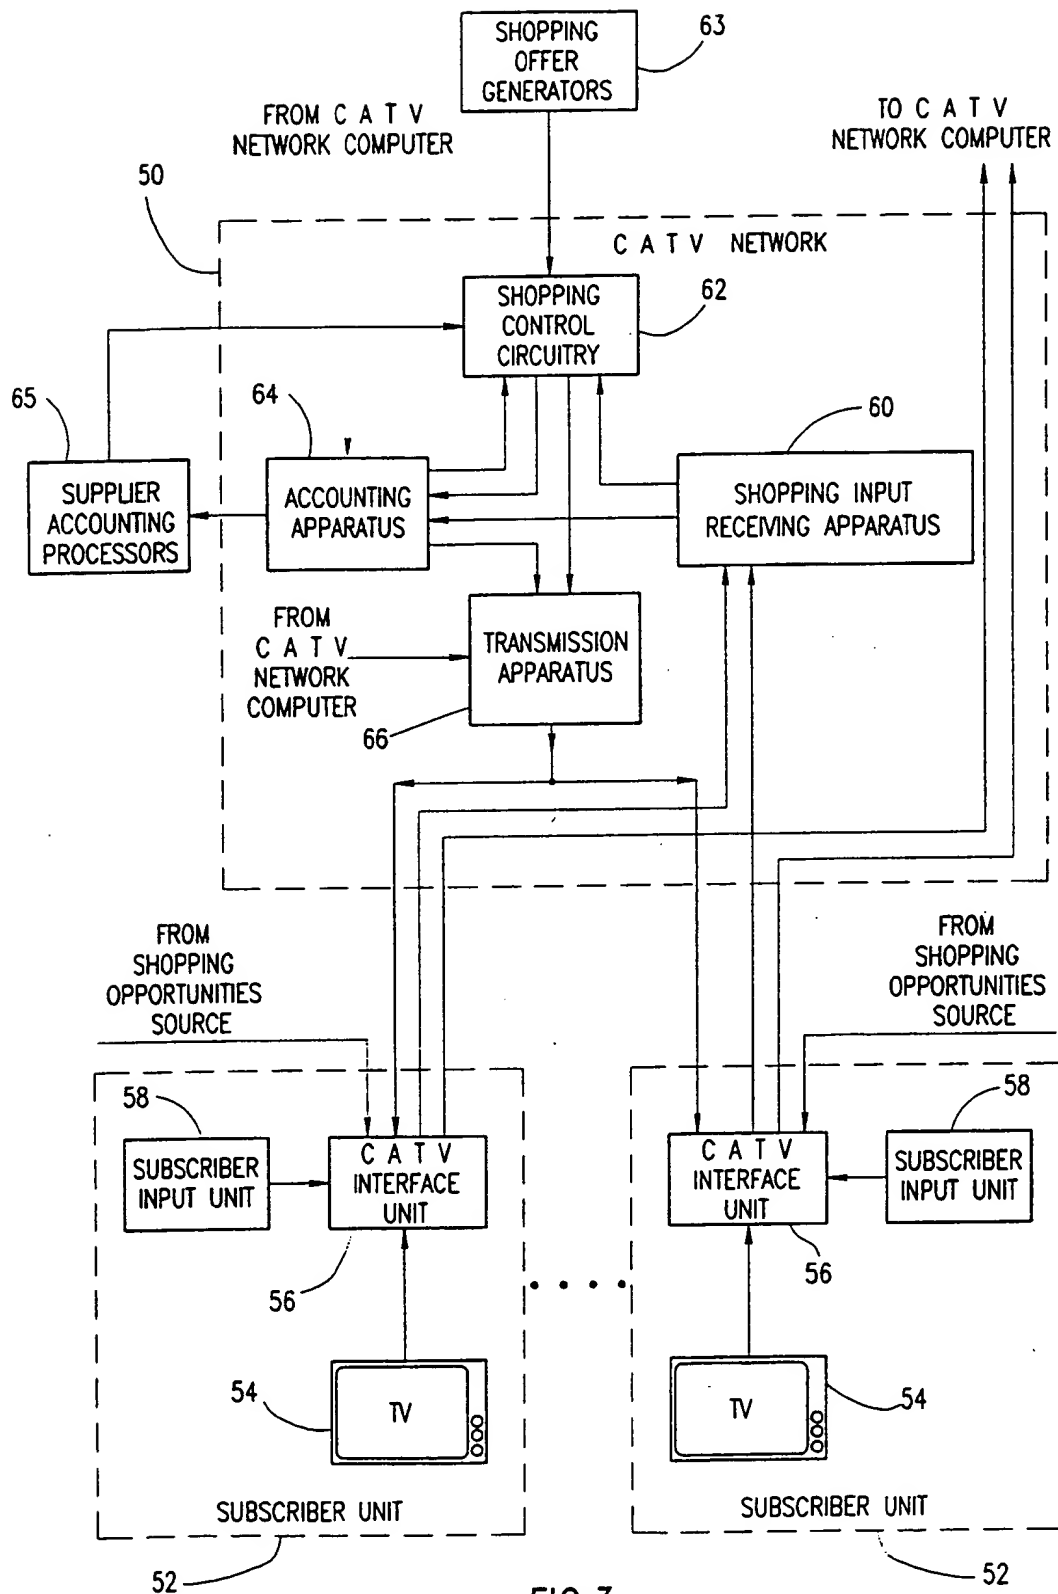 SHOPPING
OFFER
GENERATORS
63
FROM C A T V
NETWORK COMPUTER
TO C A T V
NETWORK COMPUTER
50
C A T V NETWORK
SHOPPING
CONTROL
CIRCUITRY
62
65
64
60
SUPPLIER
ACCOUNTING
PROCESSORS
ACCOUNTING
APPARATUS
SHOPPING INPUT
RECEIVING APPARATUS
FROM
C A T V
NETWORK
COMPUTER
TRANSMISSION
APPARATUS
66
FROM
SHOPPING
OPPORTUNITIES
SOURCE
FROM
SHOPPING
OPPORTUNITIES
SOURCE
58
SUBSCRIBER
INPUT UNIT
C A T V
INTERFACE
UNIT
56
C A T V
INTERFACE
UNIT
58
SUBSCRIBER
INPUT UNIT
56
54
TV
TV
54
SUBSCRIBER UNIT
SUBSCRIBER UNIT
52
52